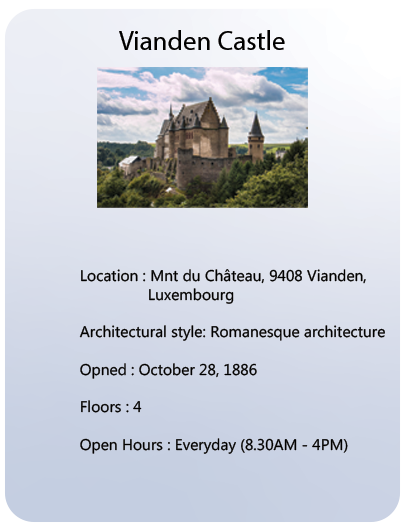 Vianden Castle
Location : Mnt du Château, 9408 Vianden,
Luxembourg
Architectural style: Romanesque architecture
Opned : October 28, 1886
Floors : 4
Open Hours : Everyday (8.30AM - 4PM)